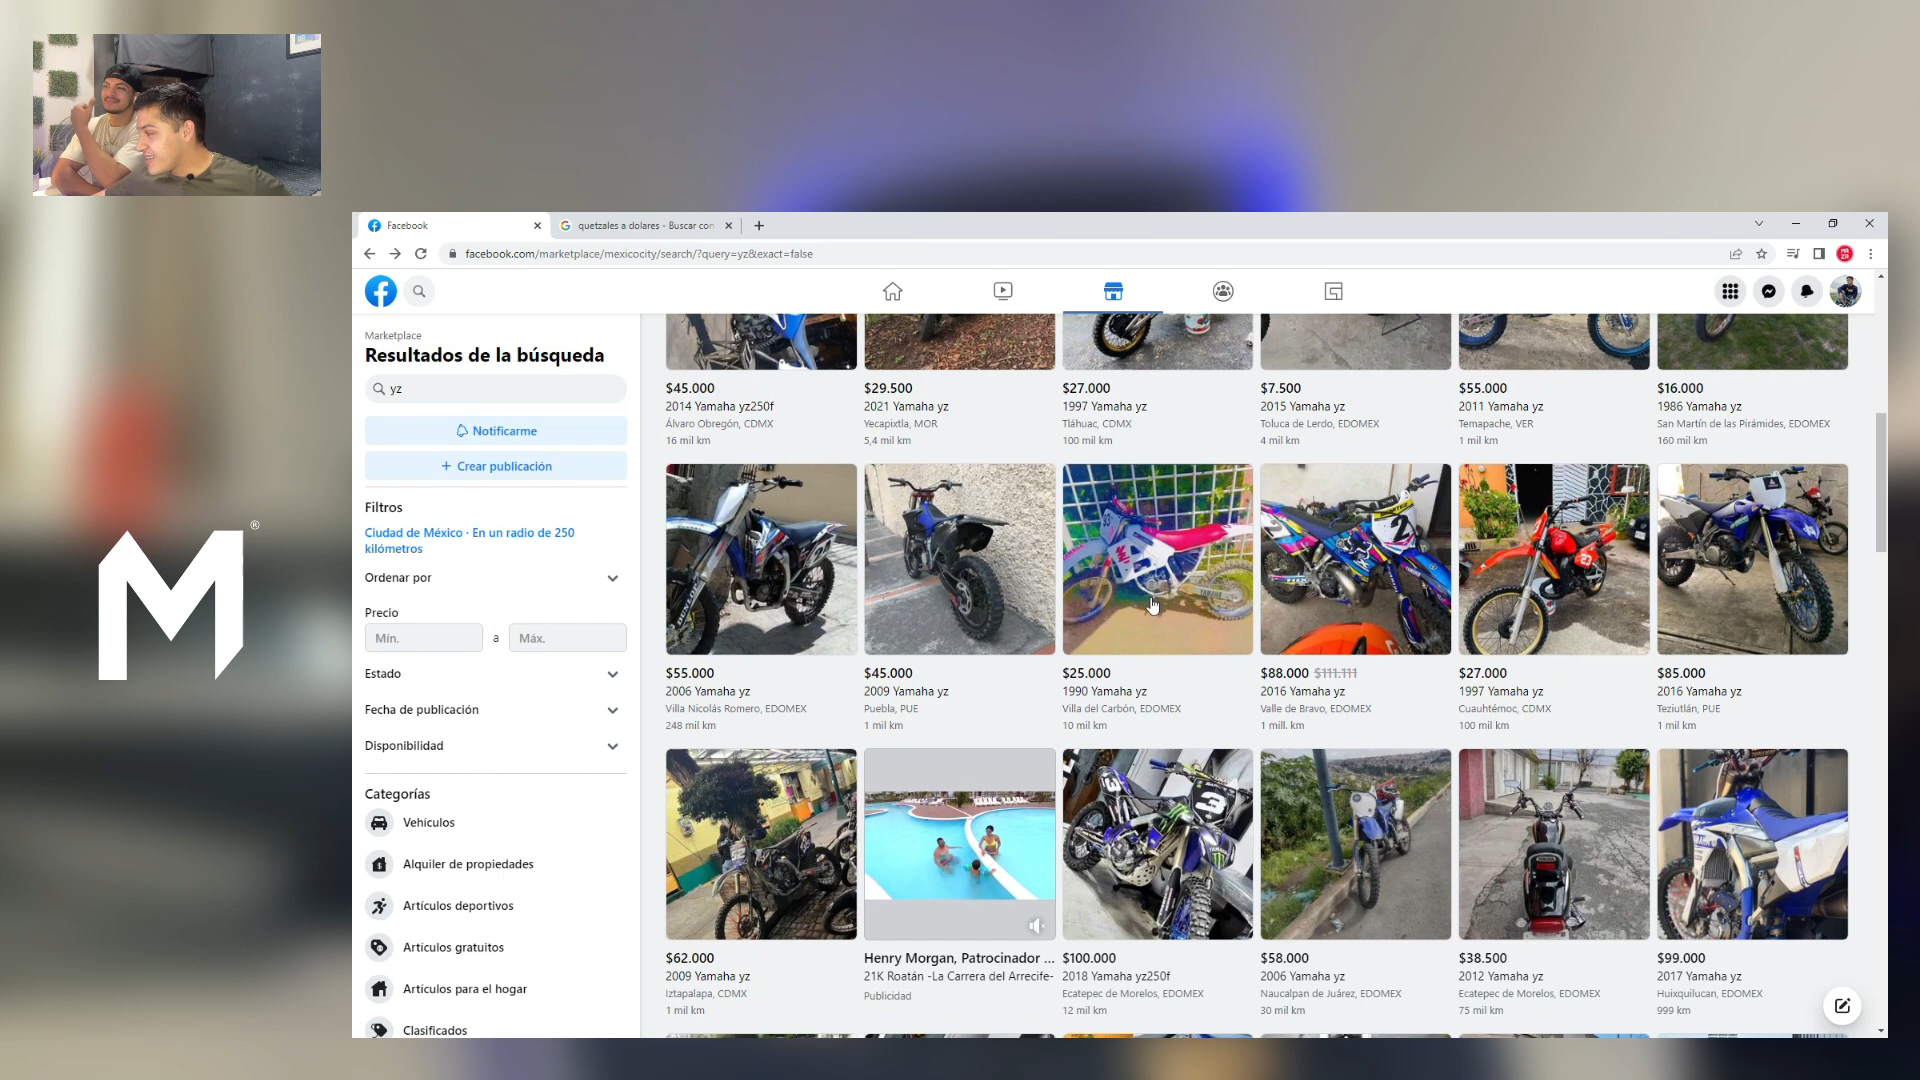 Facebook
quetzales a dolares - Buscar con
facebook.com/marketplace/mexicocity/search/?query=yz&exact=false
Marketplace
Resultados de la búsqueda
yz
Notificarme
+ Crear publicación
Filtros
Ciudad de México · En un radio de 250
kilómetros
Ordenar por
Precio
Mín.
a
Máx.
Estado
Fecha de publicación
Disponibilidad
Categorías
Vehículos
Alquiler de propiedades
Artículos deportivos
Artículos gratuitos
Artículos para el hogar
Clasificados
$45.000
2014 Yamaha yz250f
Álvaro Obregón, CDMX
16 mil km
$29.500
2021 Yamaha yz
Yecapixtla, MOR
5,4 mil km
$27.000
1997 Yamaha yz
Tláhuac, CDMX
100 mil km
$7.500
2015 Yamaha yz
Toluca de Lerdo, EDOMEX
4 mil km
$55.000
2011 Yamaha yz
Temapache, VER
1 mil km
$16.000
1986 Yamaha yz
San Martín de las Pirámides, EDOMEX
160 mil km
$55.000
2006 Yamaha yz
Villa Nicolás Romero, EDOMEX
248 mil km
$45.000
2009 Yamaha yz
Puebla, PUE
1 mil km
$25.000
1990 Yamaha yz
Villa del Carbón, EDOMEX
10 mil km
$88.000 $111.111
2016 Yamaha yz
Valle de Bravo, EDOMEX
1 mill. km
$27.000
1997 Yamaha yz
Cuauhtémoc, CDMX
100 mil km
$85.000
2016 Yamaha yz
Teziutlán, PUE
1 mil km
$62.000
2009 Yamaha yz
Iztapalapa, CDMX
1 mil km
Henry Morgan, Patrocinador ...
21K Roatán -La Carrera del Arrecife-
Publicidad
$100.000
2018 Yamaha yz250f
Ecatepec de Morelos, EDOMEX
12 mil km
$58.000
2006 Yamaha yz
Naucalpan de Juárez, EDOMEX
30 mil km
$38.500
2012 Yamaha yz
Ecatepec de Morelos, EDOMEX
75 mil km
$99.000
2017 Yamaha yz
Huixquilucan, EDOMEX
999 km
M®